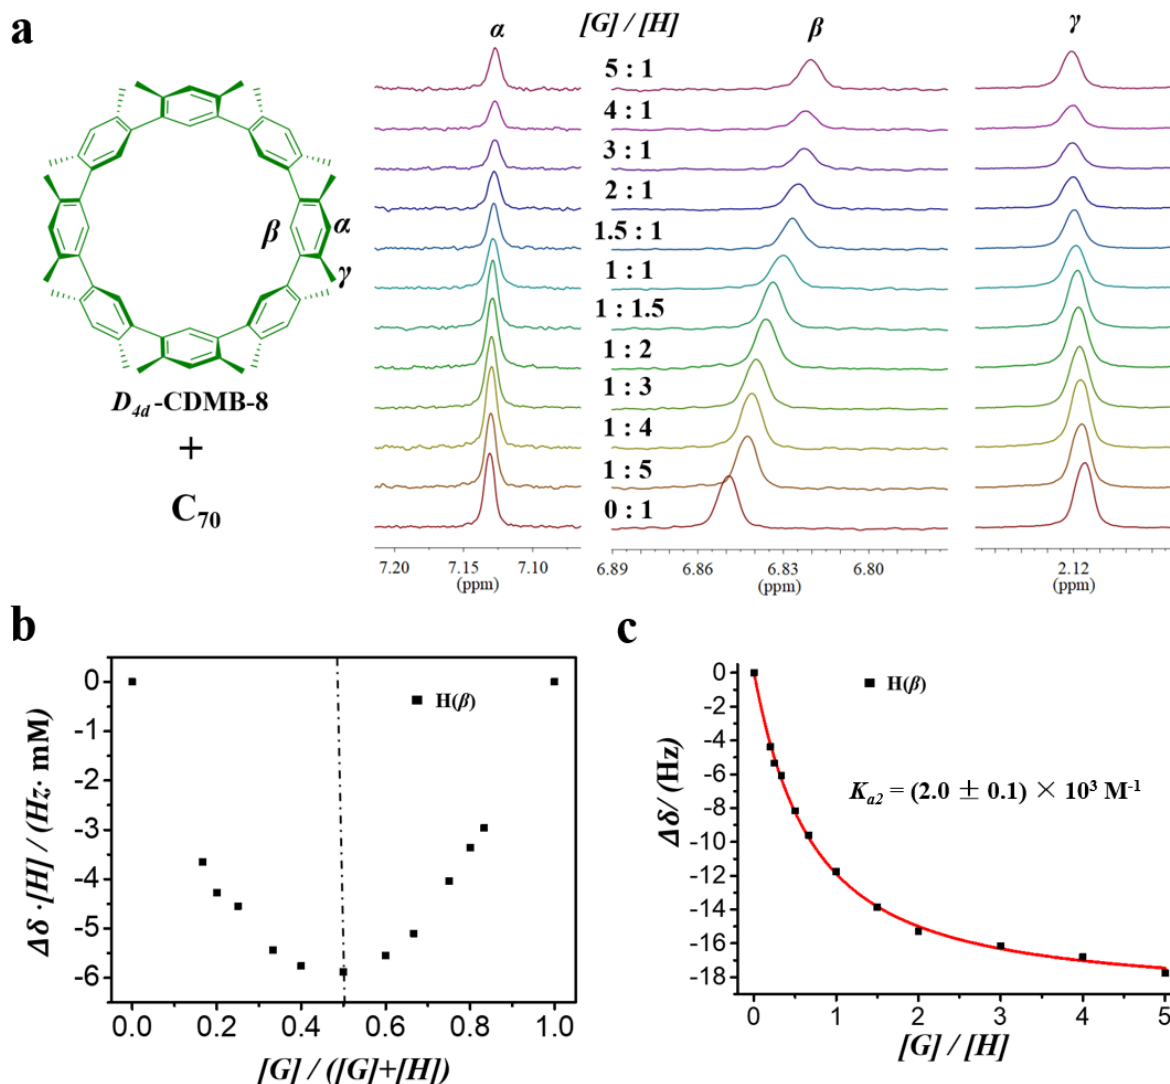 a
α
[G] / [H]
β
γ
5 : 1
4 : 1
3 : 1
2 : 1
1.5 : 1
1 : 1
1 : 1.5
1 : 2
1 : 3
1 : 4
1 : 5
0 : 1
β
α
γ
D4d-CDMB-8
+
C70
7.20 7.15 7.10
(ppm)
6.89 6.86 6.83 6.80
(ppm)
2.12
(ppm)
b
0
-1
-2
-3
-4
-5
-6
H(β)
Δδ ·[H] / (Hz· mM)
0.0 0.2 0.4 0.6 0.8 1.0
[G] / ([G]+[H])
c
0
-2
-4
-6
-8
-10
-12
-14
-16
-18
H(β)
Ka2 = (2.0 ± 0.1) × 10³ M⁻¹
Δδ/ (Hz)
0 1 2 3 4 5
[G] / [H]